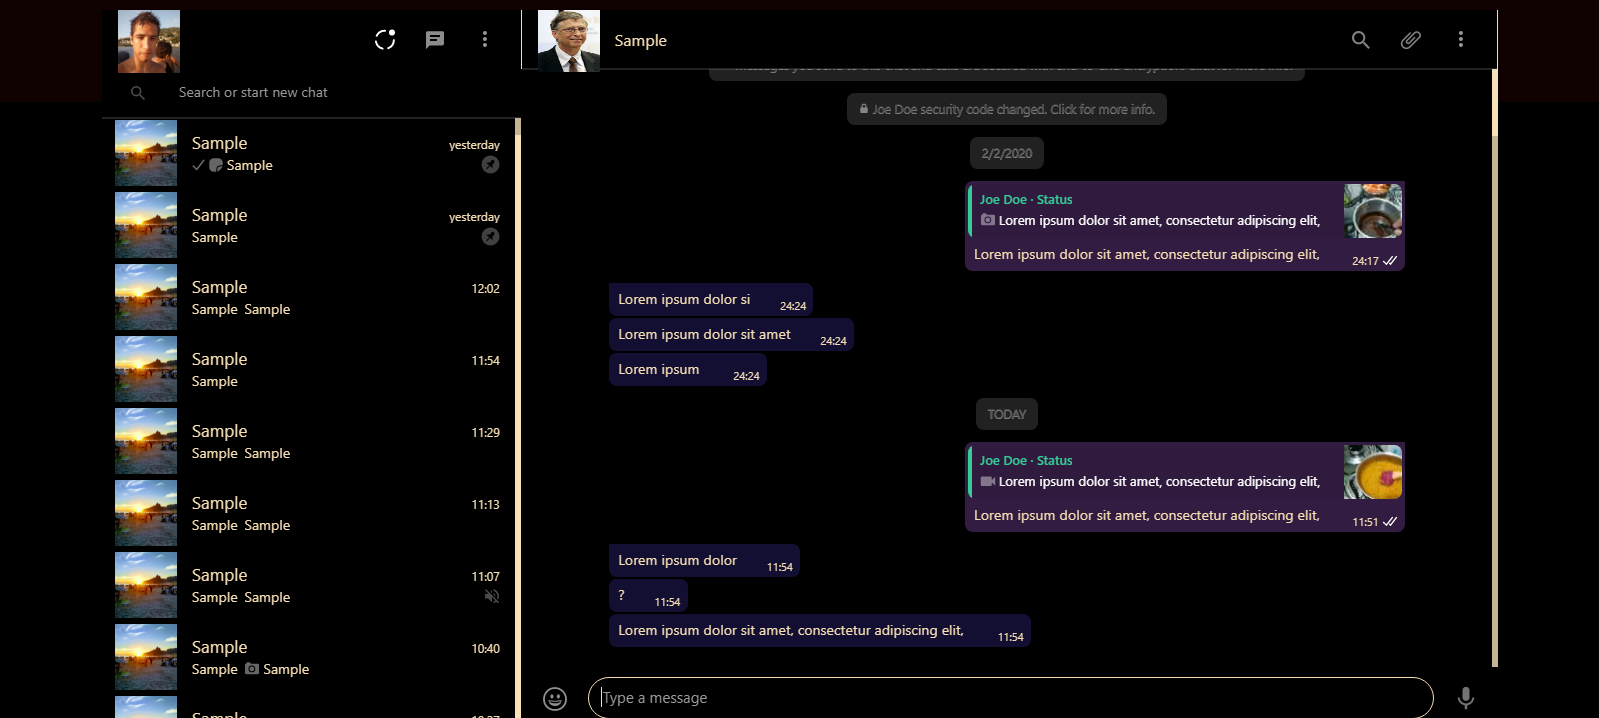 Search or start new chat
Sample
yesterday
Sample
Sample
yesterday
Sample
Sample
12:02
Sample Sample
Sample
11:54
Sample
Sample
11:29
Sample Sample
Sample
11:13
Sample Sample
Sample
11:07
Sample Sample
Sample
10:40
Sample Sample
Sample
Sample
Joe Doe security code changed. Click for more info.
2/2/2020
Joe Doe · Status
Lorem ipsum dolor sit amet, consectetur adipiscing elit,
Lorem ipsum dolor sit amet, consectetur adipiscing elit,
24:17
Lorem ipsum dolor si
24:24
Lorem ipsum dolor sit amet
24:24
Lorem ipsum
24:24
TODAY
Joe Doe · Status
Lorem ipsum dolor sit amet, consectetur adipiscing elit,
Lorem ipsum dolor sit amet, consectetur adipiscing elit,
11:51
Lorem ipsum dolor
11:54
?
11:54
Lorem ipsum dolor sit amet, consectetur adipiscing elit,
11:54
Type a message